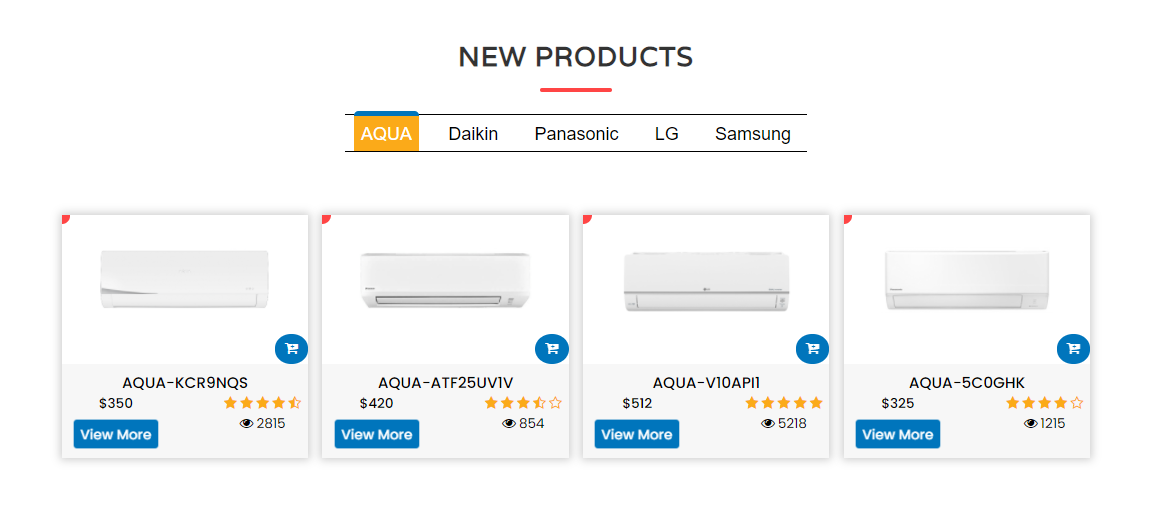 NEW PRODUCTS
AQUA Daikin Panasonic LG Samsung
AQUA-KCR9NQS
$350
2815
View More
AQUA-ATF25UV1V
$420
854
View More
AQUA-V10API1
$512
5218
View More
AQUA-5C0GHK
$325
1215
View More